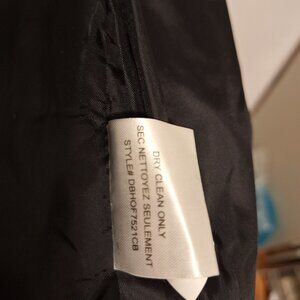 DRY CLEAN ONLY
SEC NETTOYEZ SEULEMENT
STYLE# DBHOF7521CB